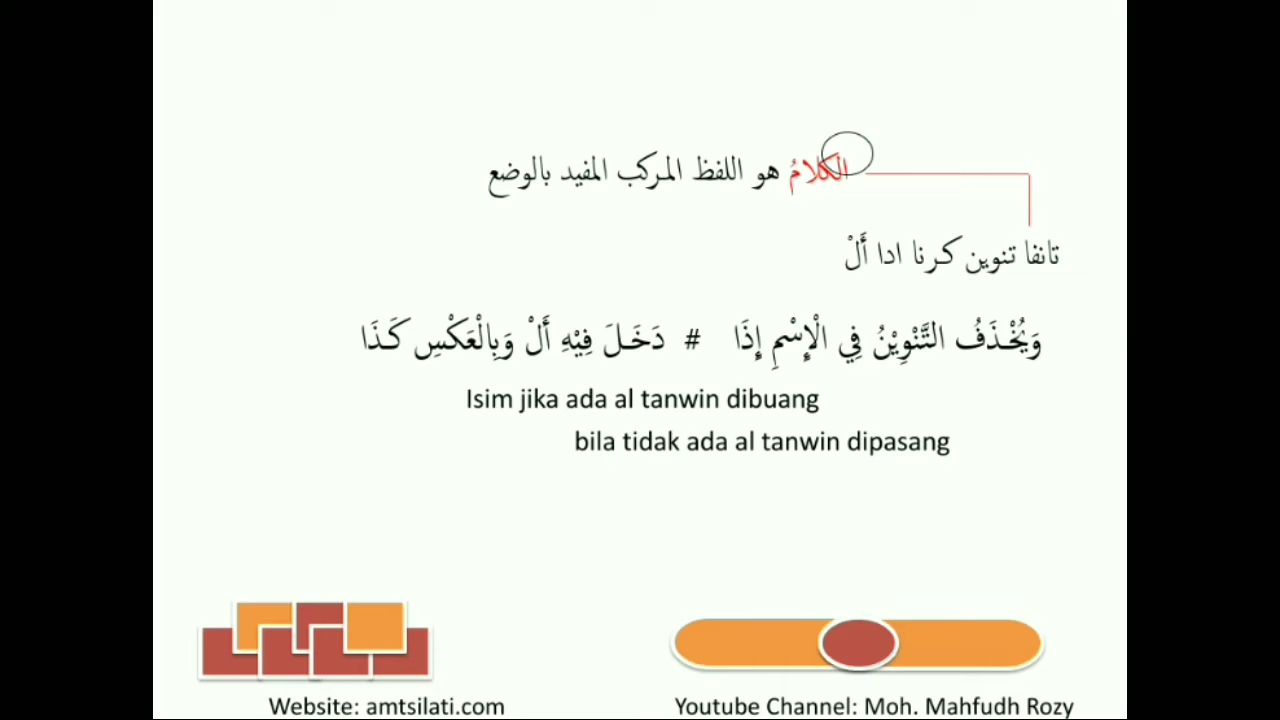 الكلامُ هو اللفظ المركب المفيد بالوضع
تانفا تنوين كرنا ادا أَلْ
وَيُخْذَفُ التَّنْوِيْنُ فِي الْإِسْمِ إِذَا # دَخَلَ فِيْهِ أَلْ وَبِالْعَكْسِ كَذَا
Isim jika ada al tanwin dibuang
bila tidak ada al tanwin dipasang
Website: amtsilati.com
Youtube Channel: Moh. Mahfudh Rozy